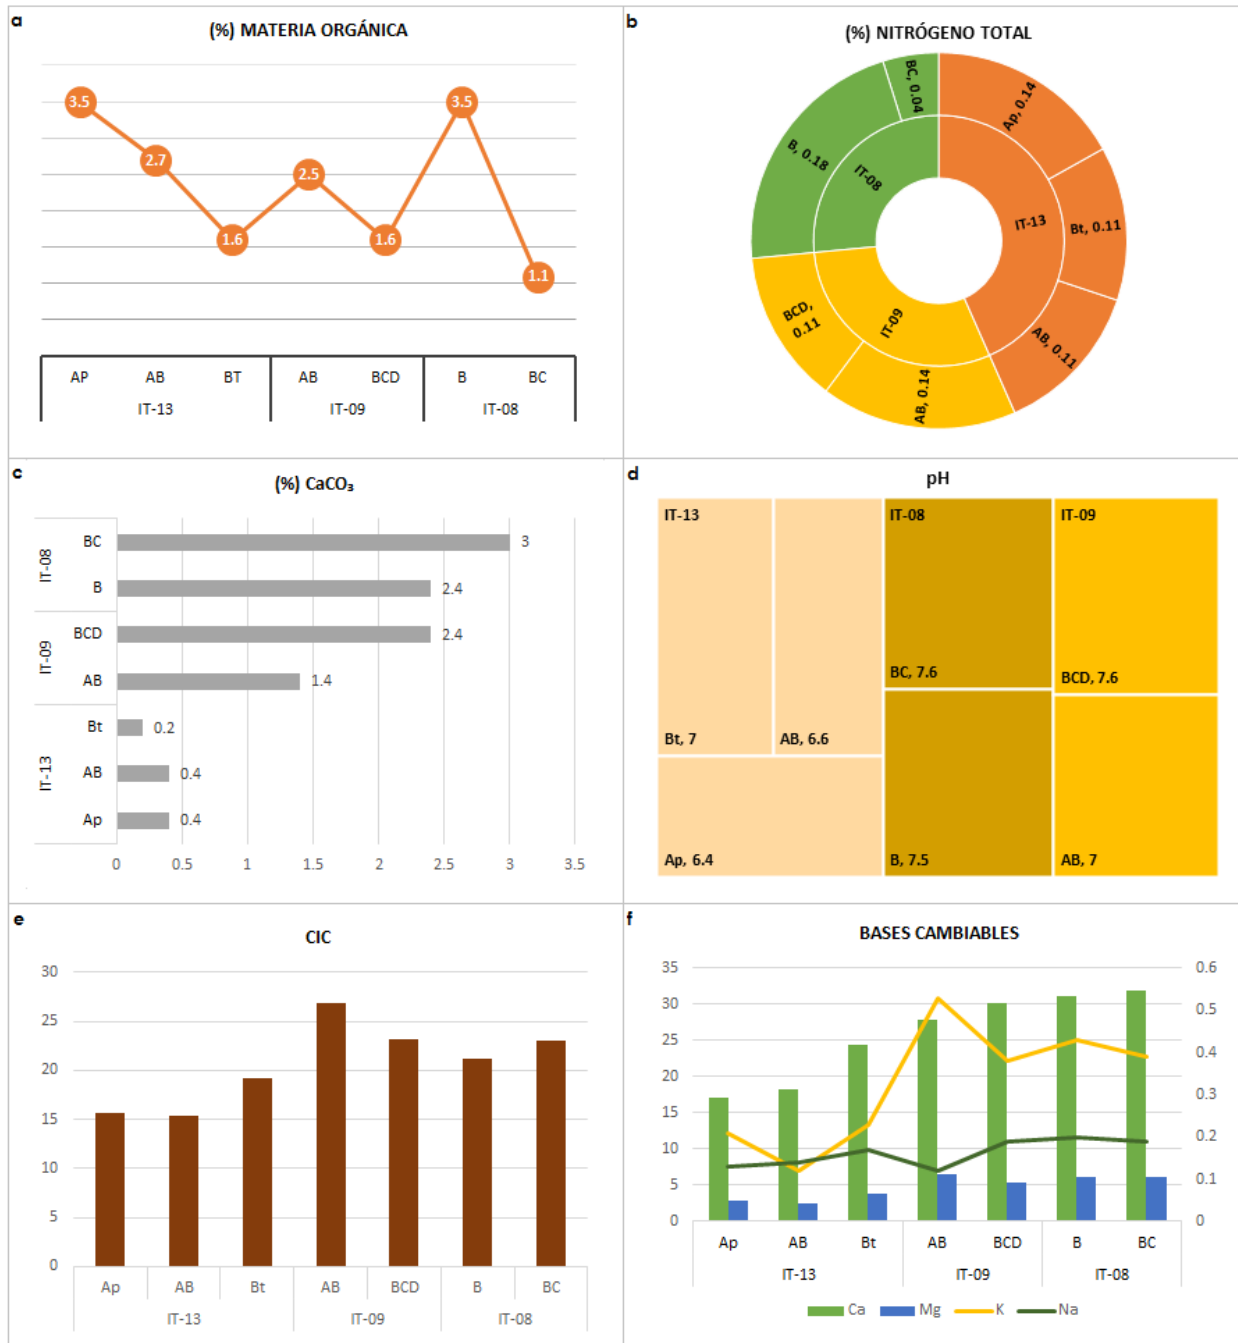 a
(%) MATERIA ORGÁNICA
3.5
2.7
1.6
2.5
1.6
3.5
1.1
AP AB BT AB BCD B BC
IT-13 IT-09 IT-08
b
(%) NITRÓGENO TOTAL
Ap, 0.14
Bt, 0.11
AB, 0.11
AB, 0.14
BCD,
0.11
B, 0.18
BC, 0.04
IT-13
IT-09
IT-08
c
(%) CaCO₃
IT-08
BC 3
B 2.4
IT-09
BCD 2.4
AB 1.4
IT-13
Bt 0.2
AB 0.4
Ap 0.4
0 0.5 1 1.5 2 2.5 3 3.5
d
pH
IT-13 IT-08 IT-09
BC, 7.6 BCD, 7.6
Bt, 7 AB, 6.6
Ap, 6.4 B, 7.5 AB, 7
e
CIC
30
25
20
15
10
5
0
Ap AB Bt AB BCD B BC
IT-13 IT-09 IT-08
f
BASES CAMBIABLES
35 0.6
30 0.5
25 0.4
20
15 0.3
10 0.2
5 0.1
0 0
Ap AB Bt AB BCD B BC
IT-13 IT-09 IT-08
Ca Mg K Na